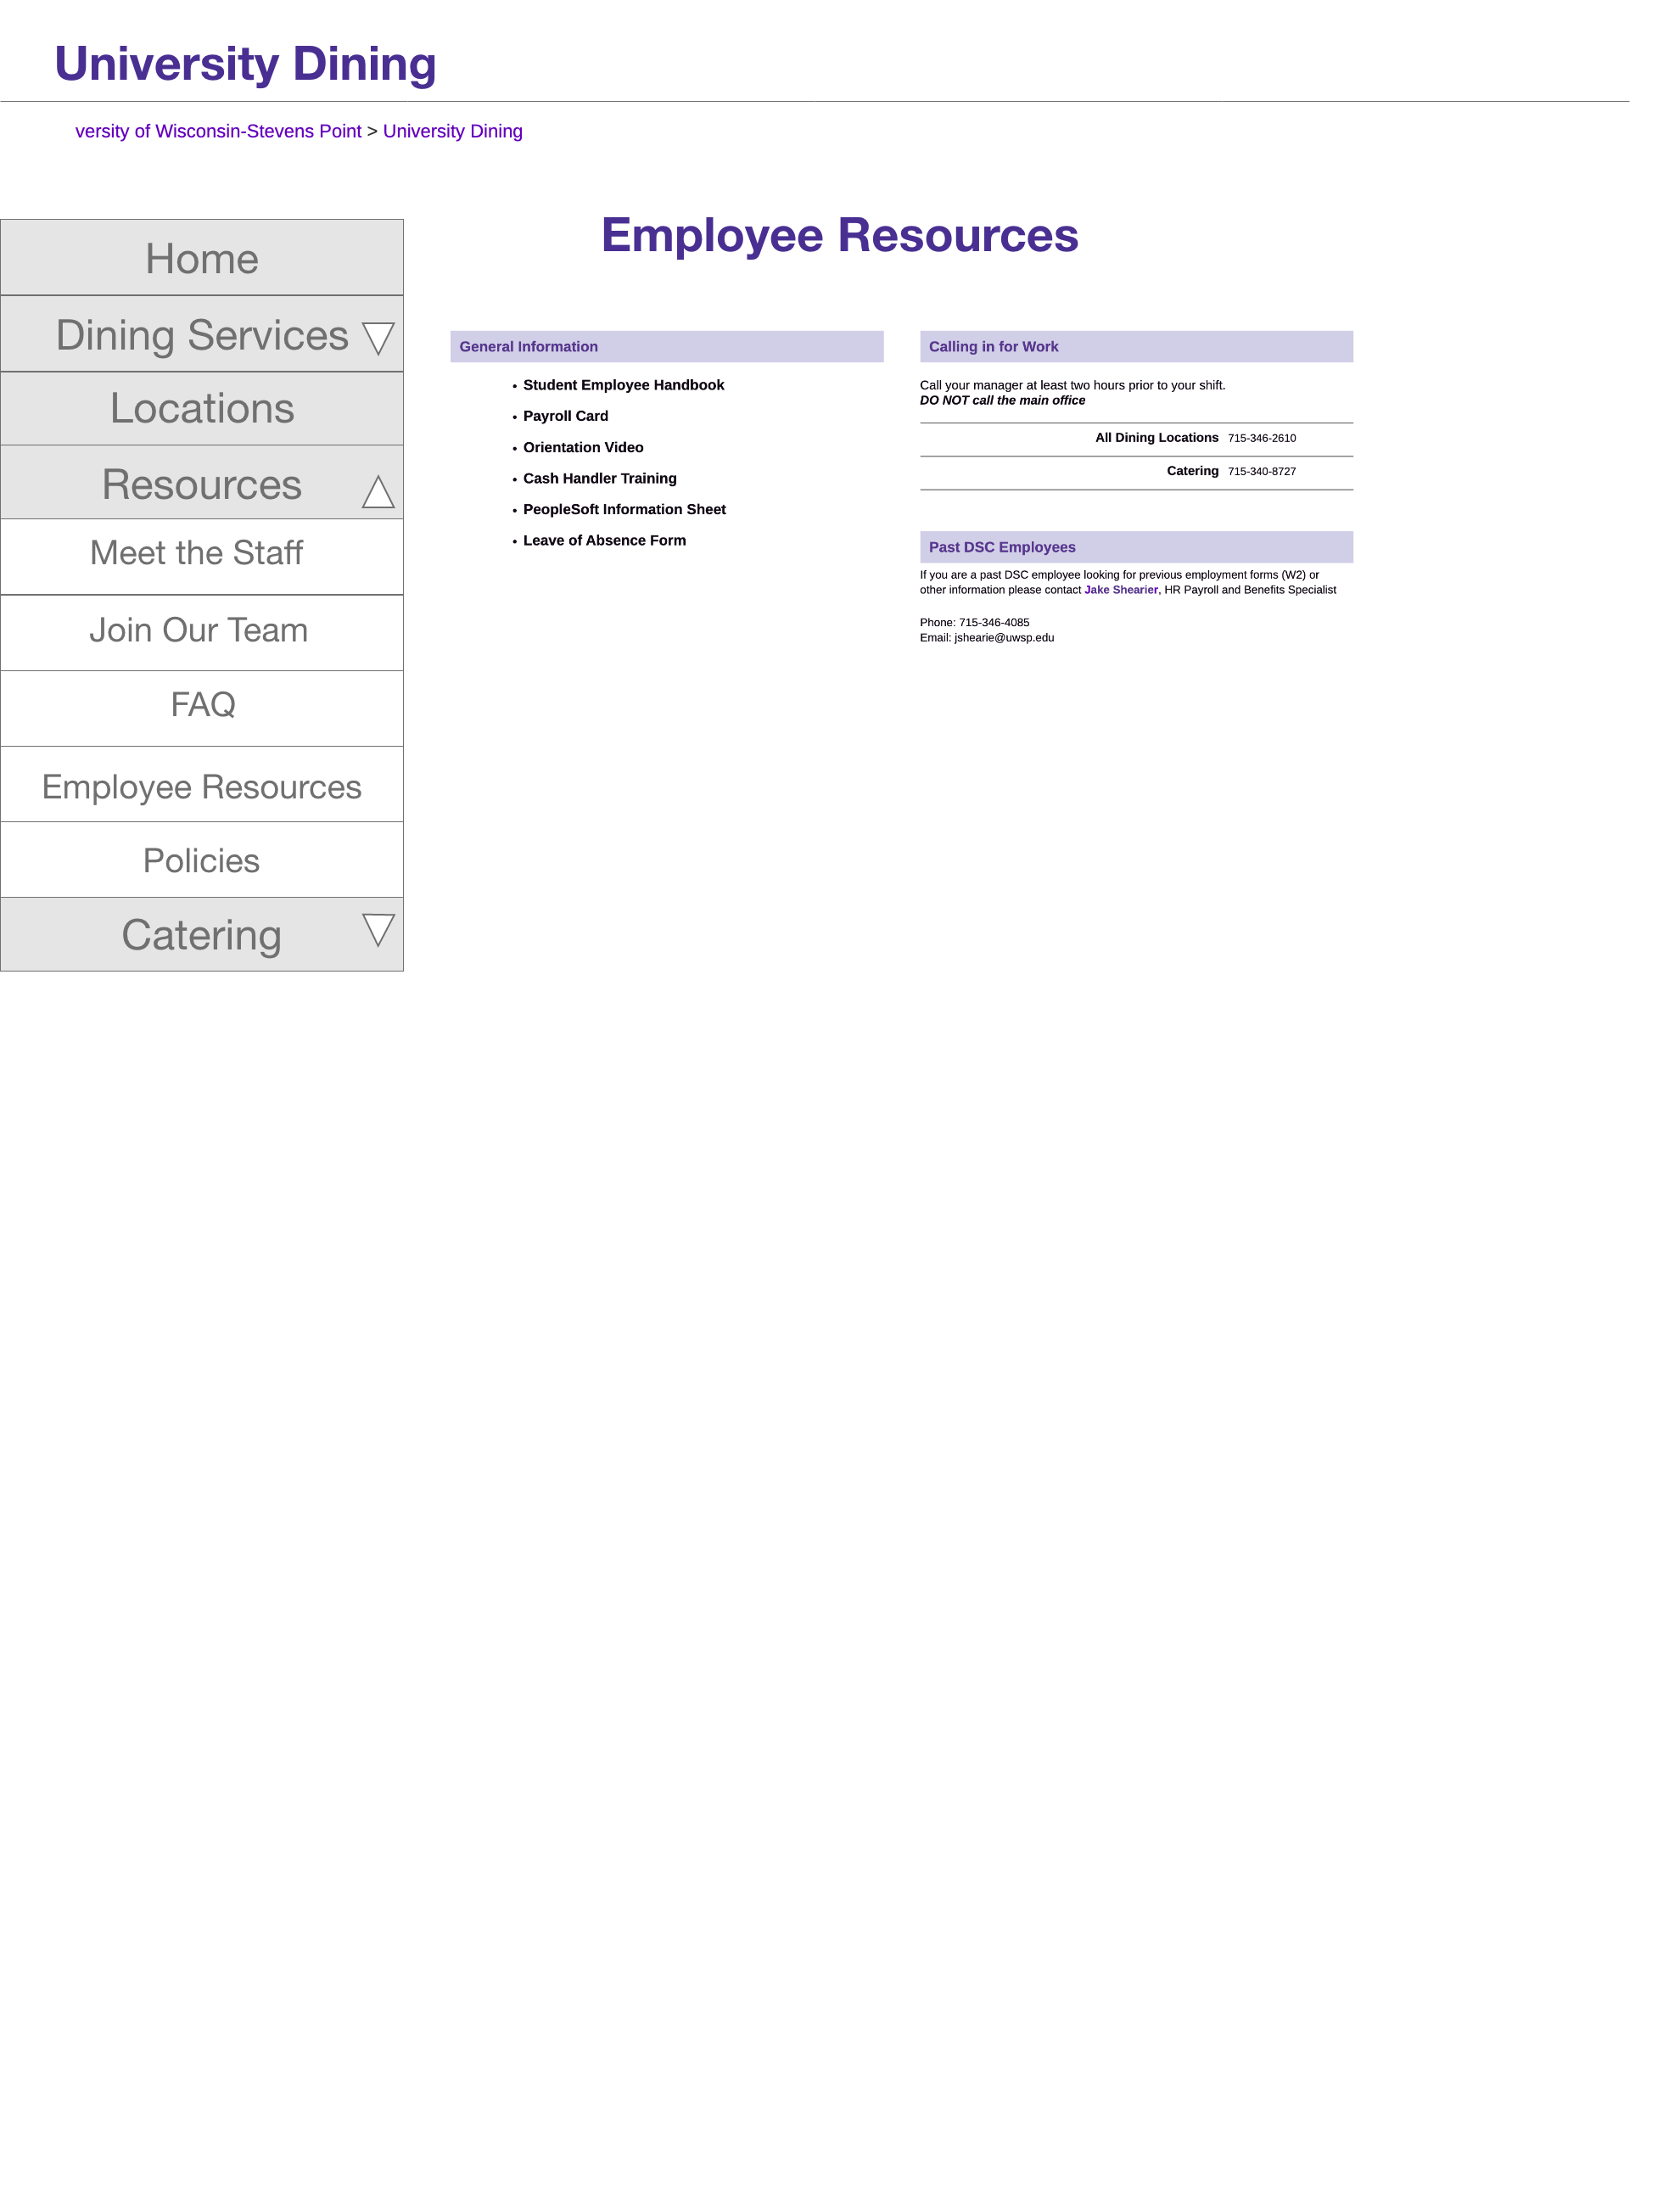 University Dining
versity of Wisconsin-Stevens Point > University Dining
Home
Dining Services
Locations
Resources
Meet the Staff
Join Our Team
FAQ
Employee Resources
Policies
Catering
Employee Resources
General Information
• Student Employee Handbook
• Payroll Card
• Orientation Video
• Cash Handler Training
• PeopleSoft Information Sheet
• Leave of Absence Form
Calling in for Work
Call your manager at least two hours prior to your shift.
DO NOT call the main office
All Dining Locations 715-346-2610
Catering 715-340-8727
Past DSC Employees
If you are a past DSC employee looking for previous employment forms (W2) or
other information please contact Jake Shearier, HR Payroll and Benefits Specialist
Phone: 715-346-4085
Email: jshearie@uwsp.edu